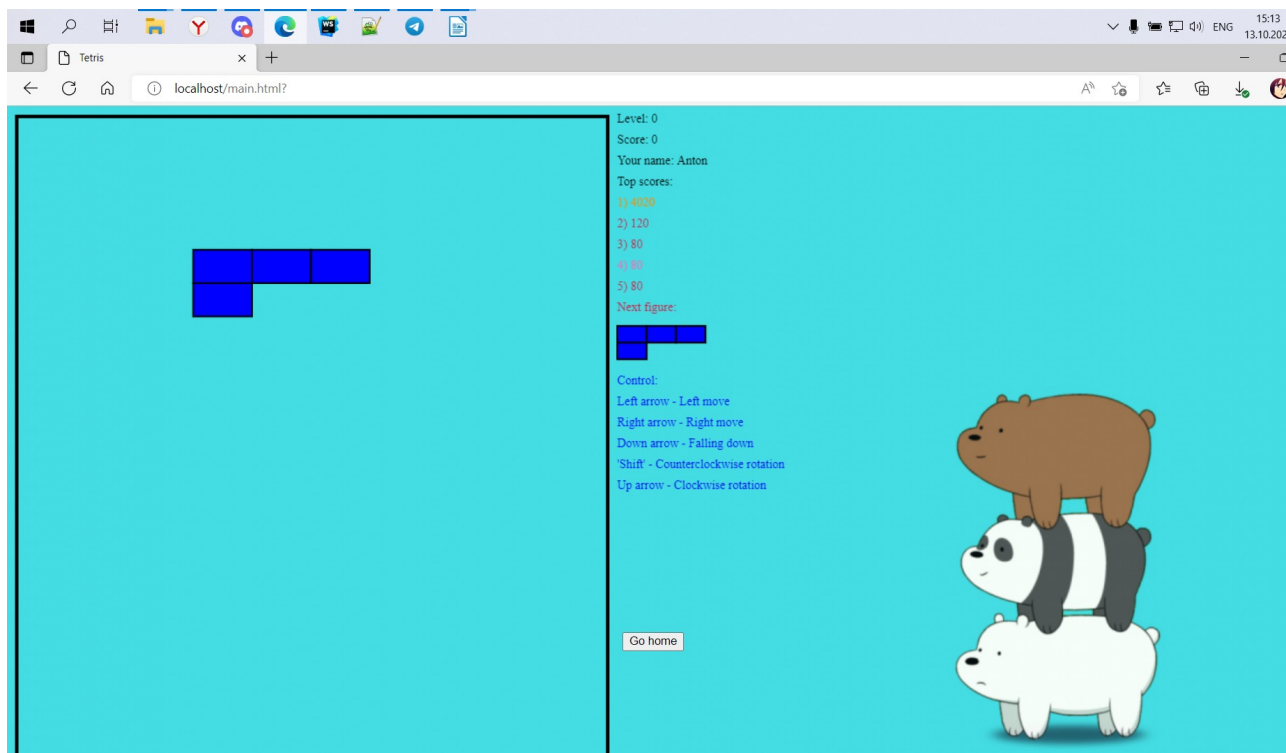 ENG
15:13
13.10.202
Tetris
localhost/main.html?
Level: 0
Score: 0
Your name: Anton
Top scores:
1) 4020
2) 120
3) 80
4) 80
5) 80
Next figure:
Control:
Left arrow - Left move
Right arrow - Right move
Down arrow - Falling down
'Shift' - Counterclockwise rotation
Up arrow - Clockwise rotation
Go home